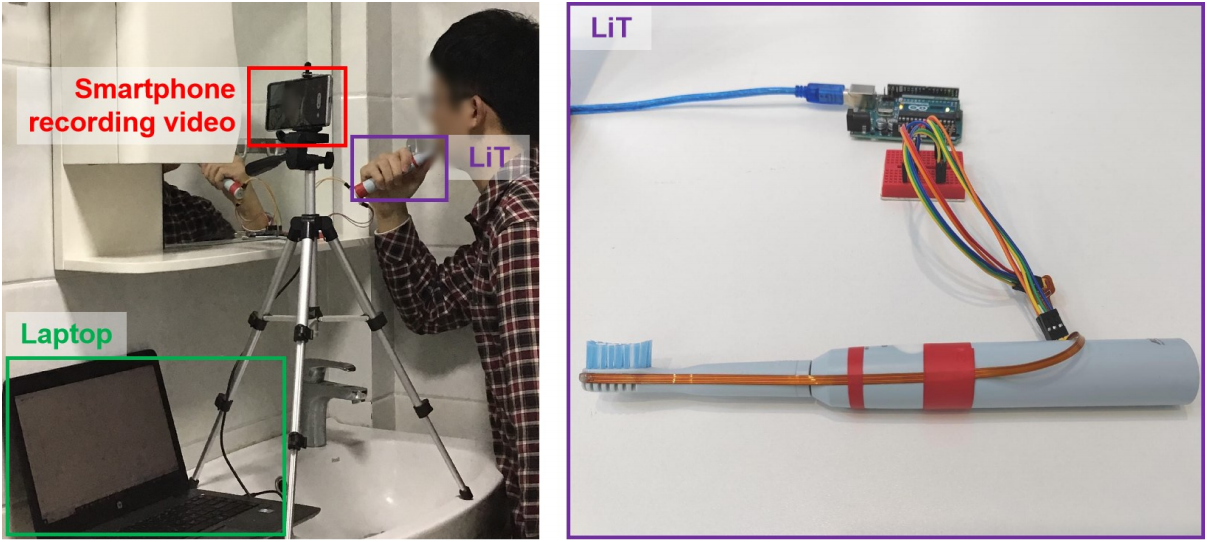 Smartphone
recording video
LiT
Laptop
LiT